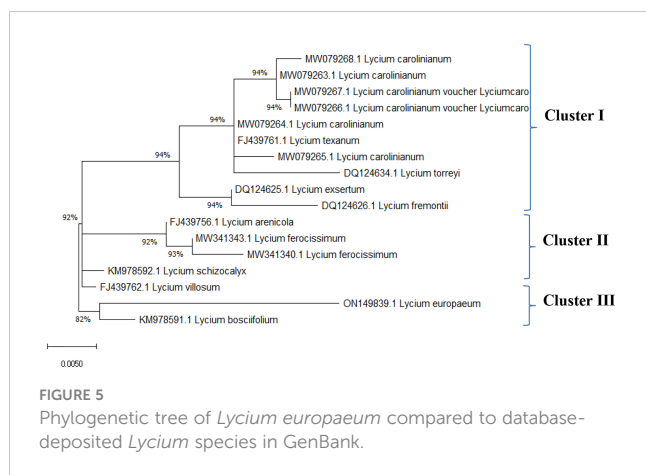 MW079268.1 Lycium carolinianum
94%
MW079263.1 Lycium carolinianum
MW079267.1 Lycium carolinianum voucher Lyciumcaro
94%
MW079266.1 Lycium carolinianum voucher Lyciumcaro
Cluster I
94%
MW079264.1 Lycium carolinianum
FJ439761.1 Lycium texanum
94%
MW079265.1 Lycium carolinianum
DQ124634.1 Lycium torreyi
DQ124625.1 Lycium exsertum
94%
DQ124626.1 Lycium fremontii
92%
FJ439756.1 Lycium arenicola
92%
MW341343.1 Lycium ferocissimum
Cluster II
93%
MW341340.1 Lycium ferocissimum
KM978592.1 Lycium schizocalyx
FJ439762.1 Lycium villosum
ON149839.1 Lycium europaeum
Cluster III
82%
KM978591.1 Lycium bosciifolium
0.0050
FIGURE 5
Phylogenetic tree of Lycium europaeum compared to database-
deposited Lycium species in GenBank.